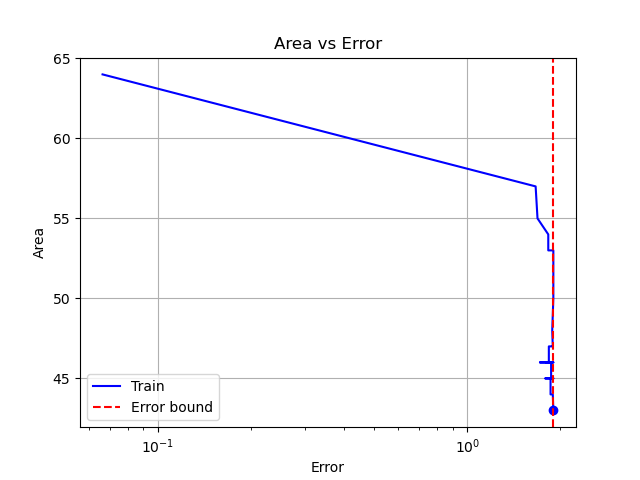 Area vs Error
65
60
55
50
45
Area
Train
Error bound
10⁻¹
10⁰
Error